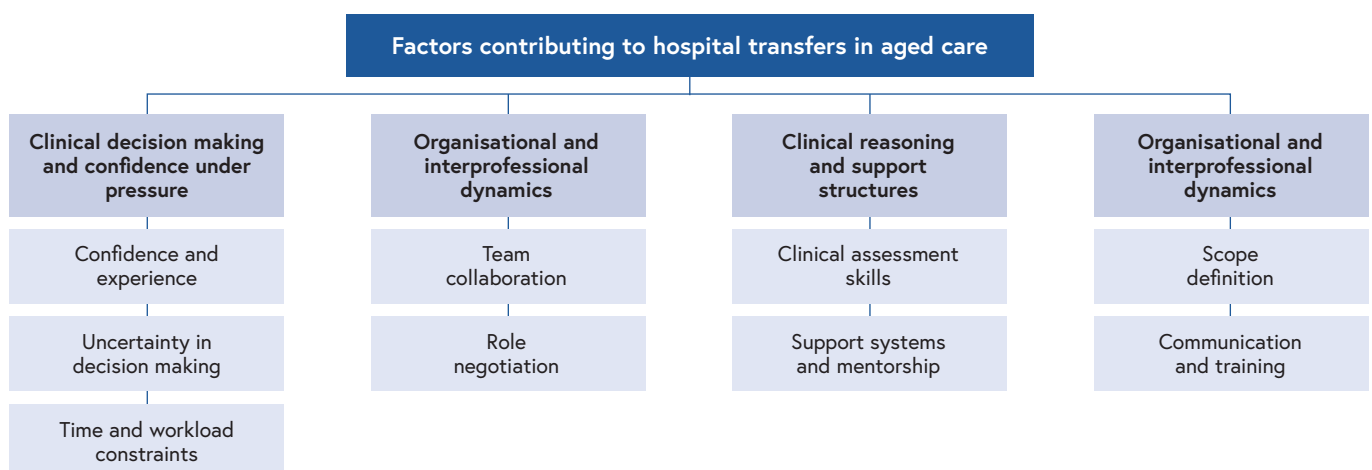 Factors contributing to hospital transfers in aged care
Clinical decision making
and confidence under
pressure
Confidence and
experience
Uncertainty in
decision making
Time and workload
constraints
Organisational and
interprofessional
dynamics
Team
collaboration
Role
negotiation
Clinical reasoning
and support
structures
Clinical assessment
skills
Support systems
and mentorship
Organisational and
interprofessional
dynamics
Scope
definition
Communication
and training